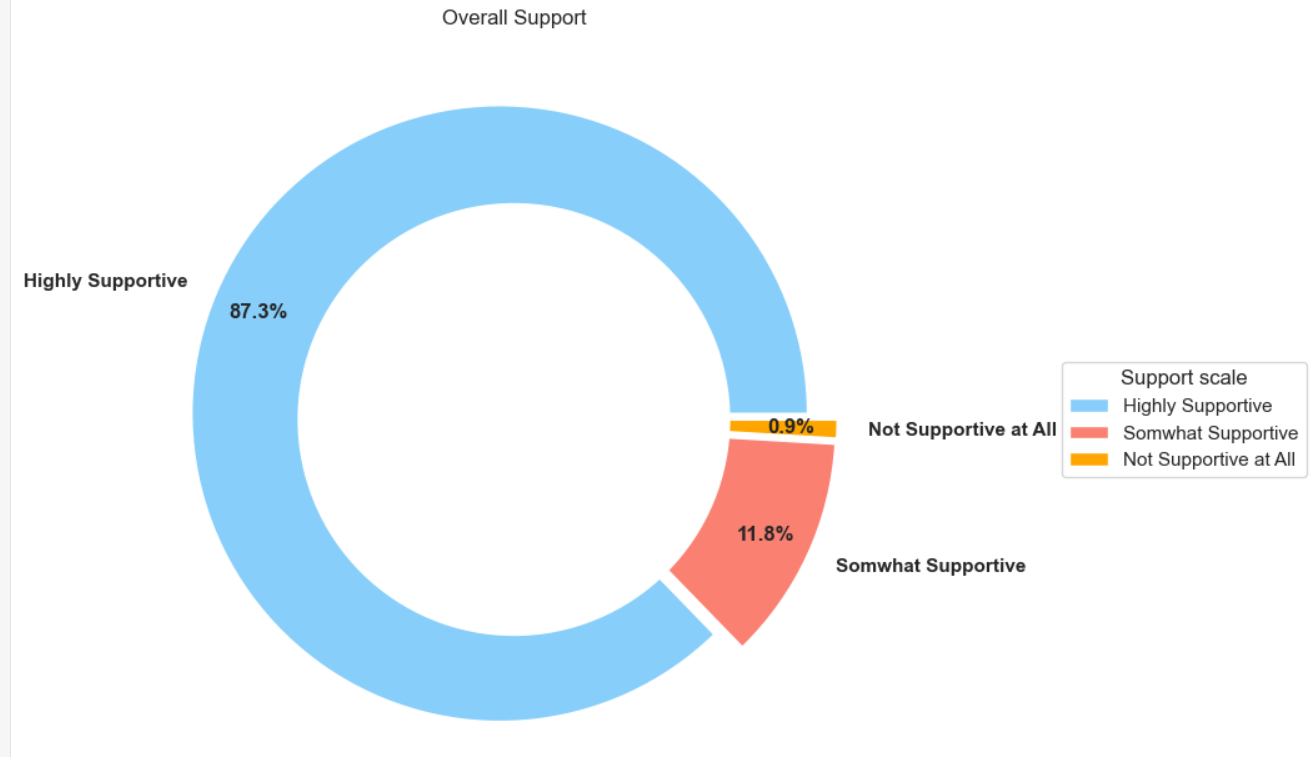 Overall Support
Highly Supportive
87.3%
0.9%
Not Supportive at All
11.8%
Somwhat Supportive
Support scale
Highly Supportive
Somwhat Supportive
Not Supportive at All